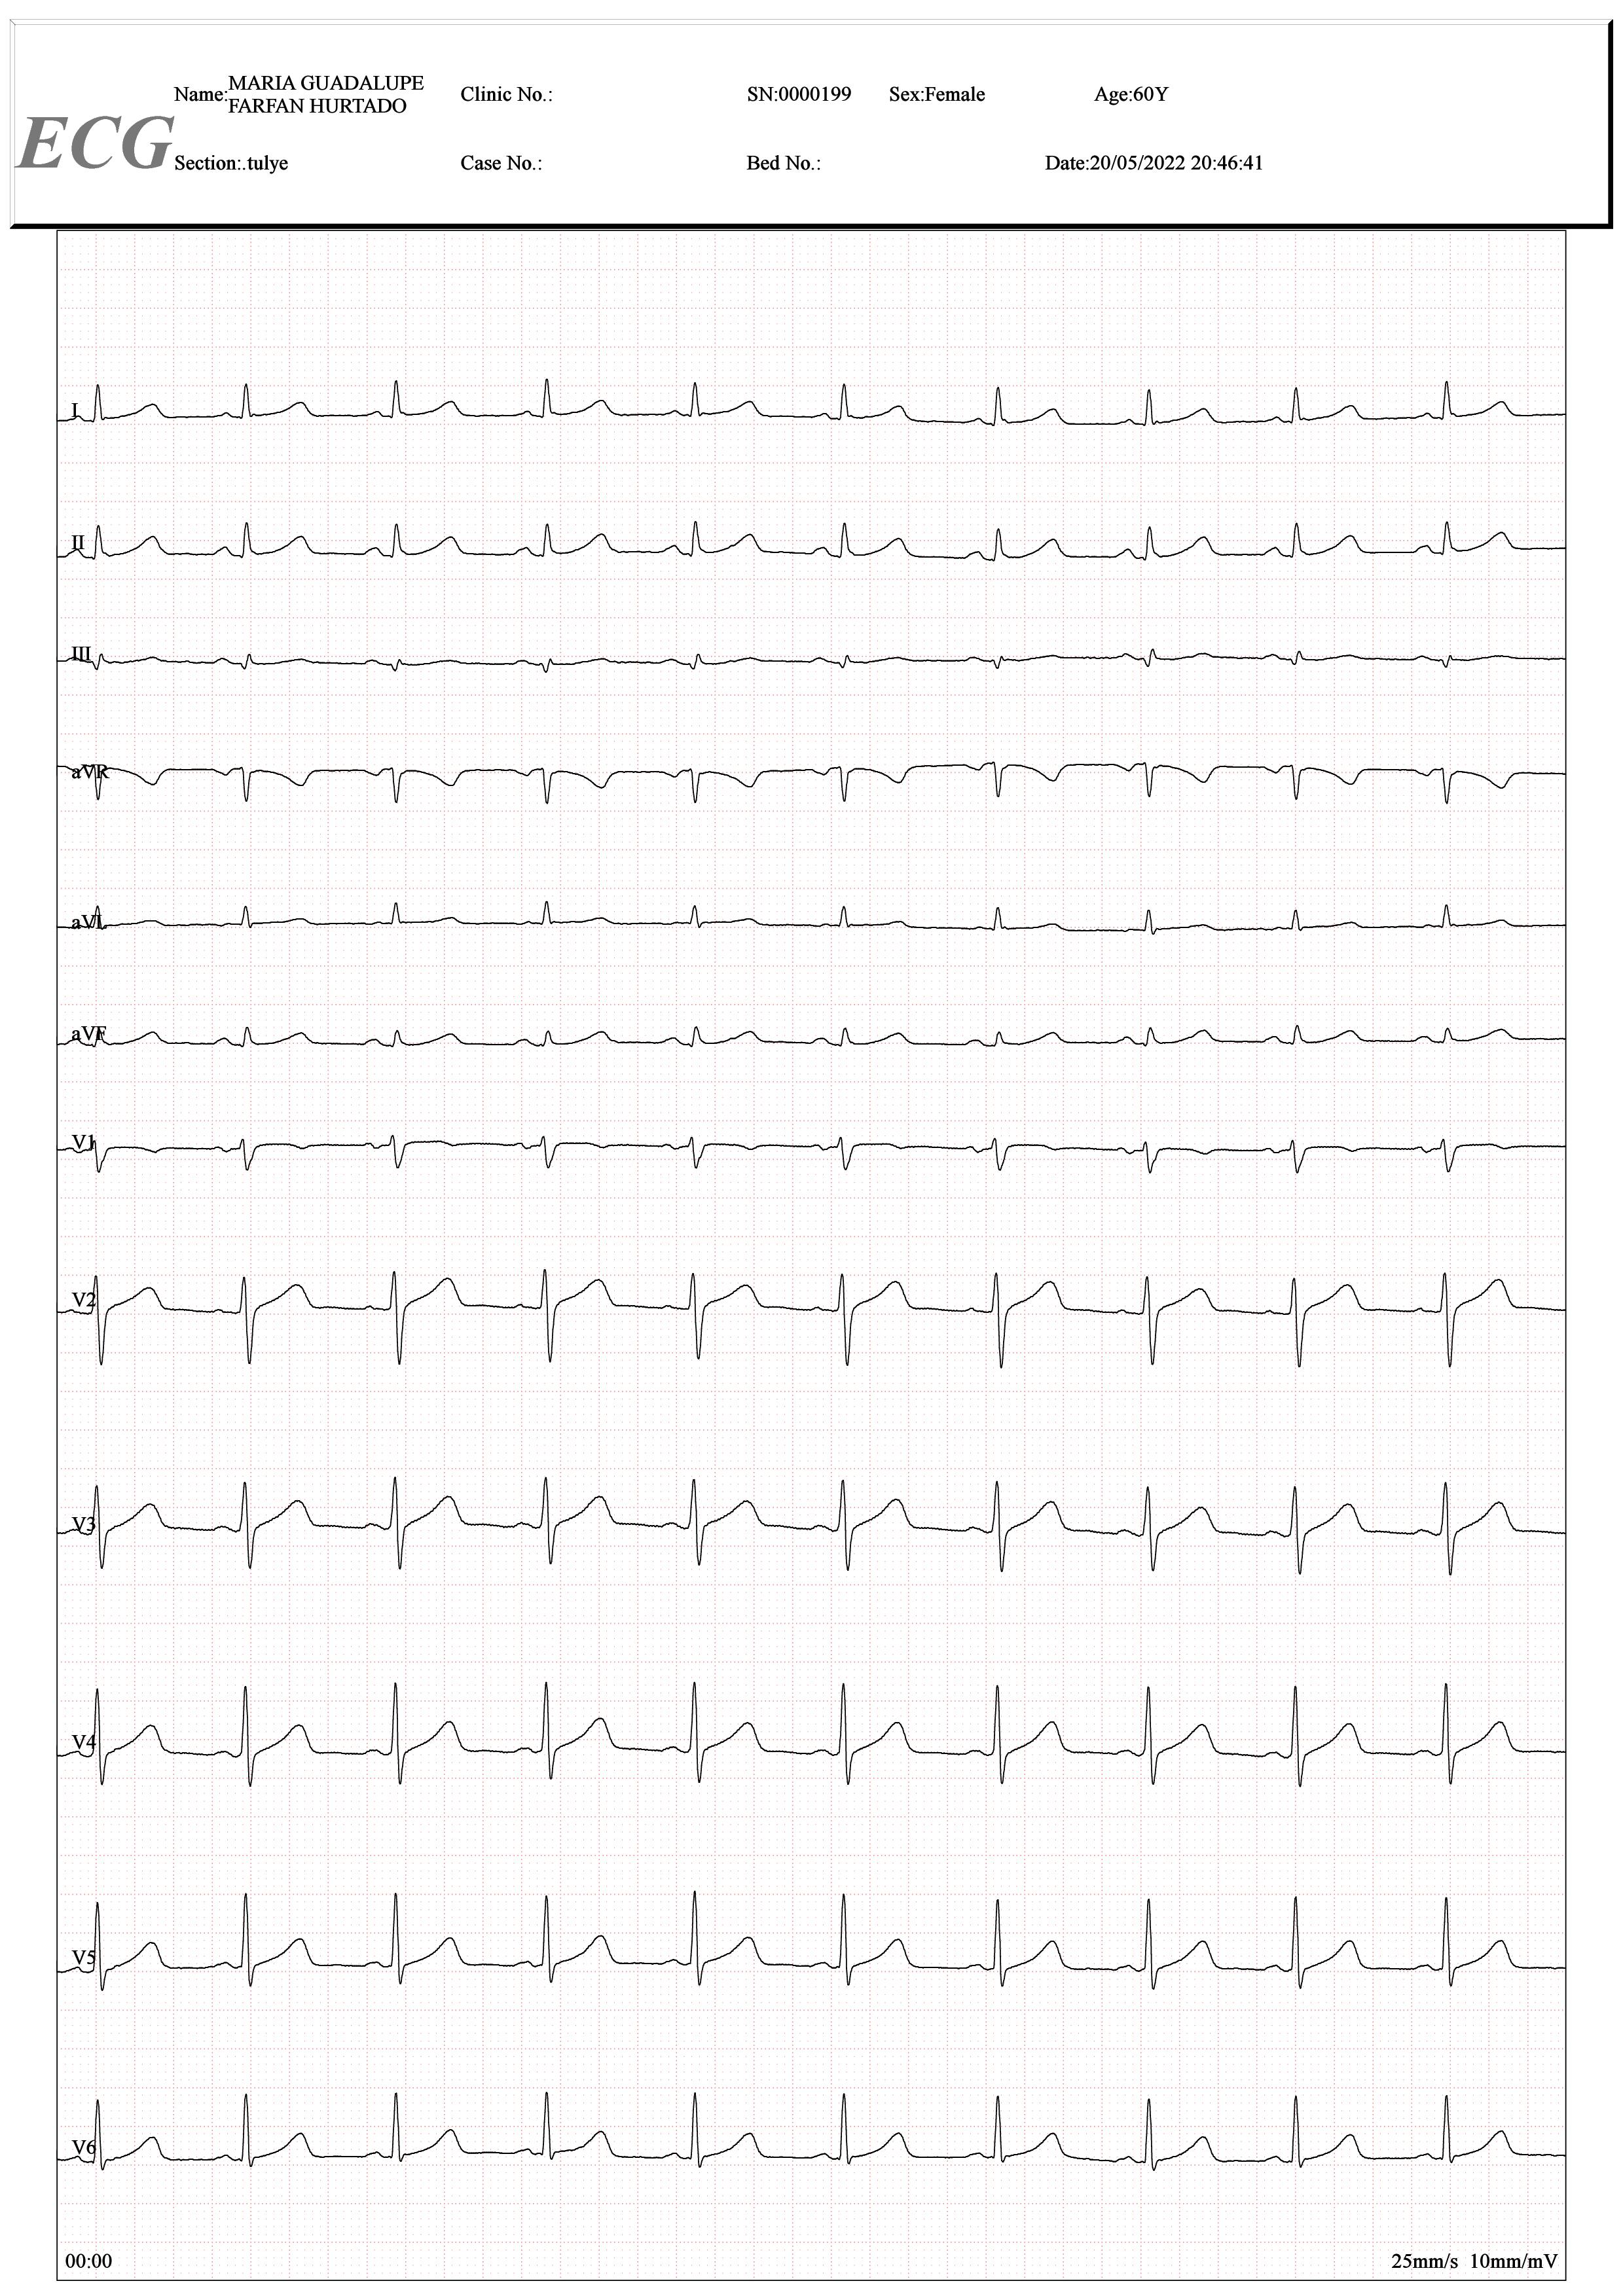 ECG
Name:MARIA GUADALUPE FARFAN HURTADO Clinic No.: SN:0000199 Sex:Female Age:60Y
Section:.tulye Case No.: Bed No.: Date:20/05/2022 20:46:41
I
II
III
aVR
aVL
aVF
V1
V2
V3
V4
V5
V6
00:00 25mm/s 10mm/mV